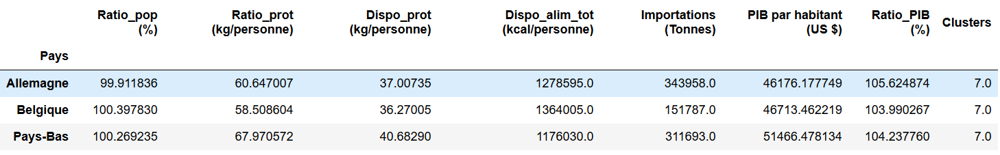 Ratio_pop (%) Ratio_prot (kg/personne) Dispo_prot (kg/personne) Dispo_alim_tot (kcal/personne) Importations (Tonnes) PIB par habitant (US $) Ratio_PIB (%) Clusters
Pays
Allemagne 99.911836 60.647007 37.00735 1278595.0 343958.0 46176.177749 105.624874 7.0
Belgique 100.397830 58.508604 36.27005 1364005.0 151787.0 46713.462219 103.990267 7.0
Pays-Bas 100.269235 67.970572 40.68290 1176030.0 311693.0 51466.478134 104.237760 7.0